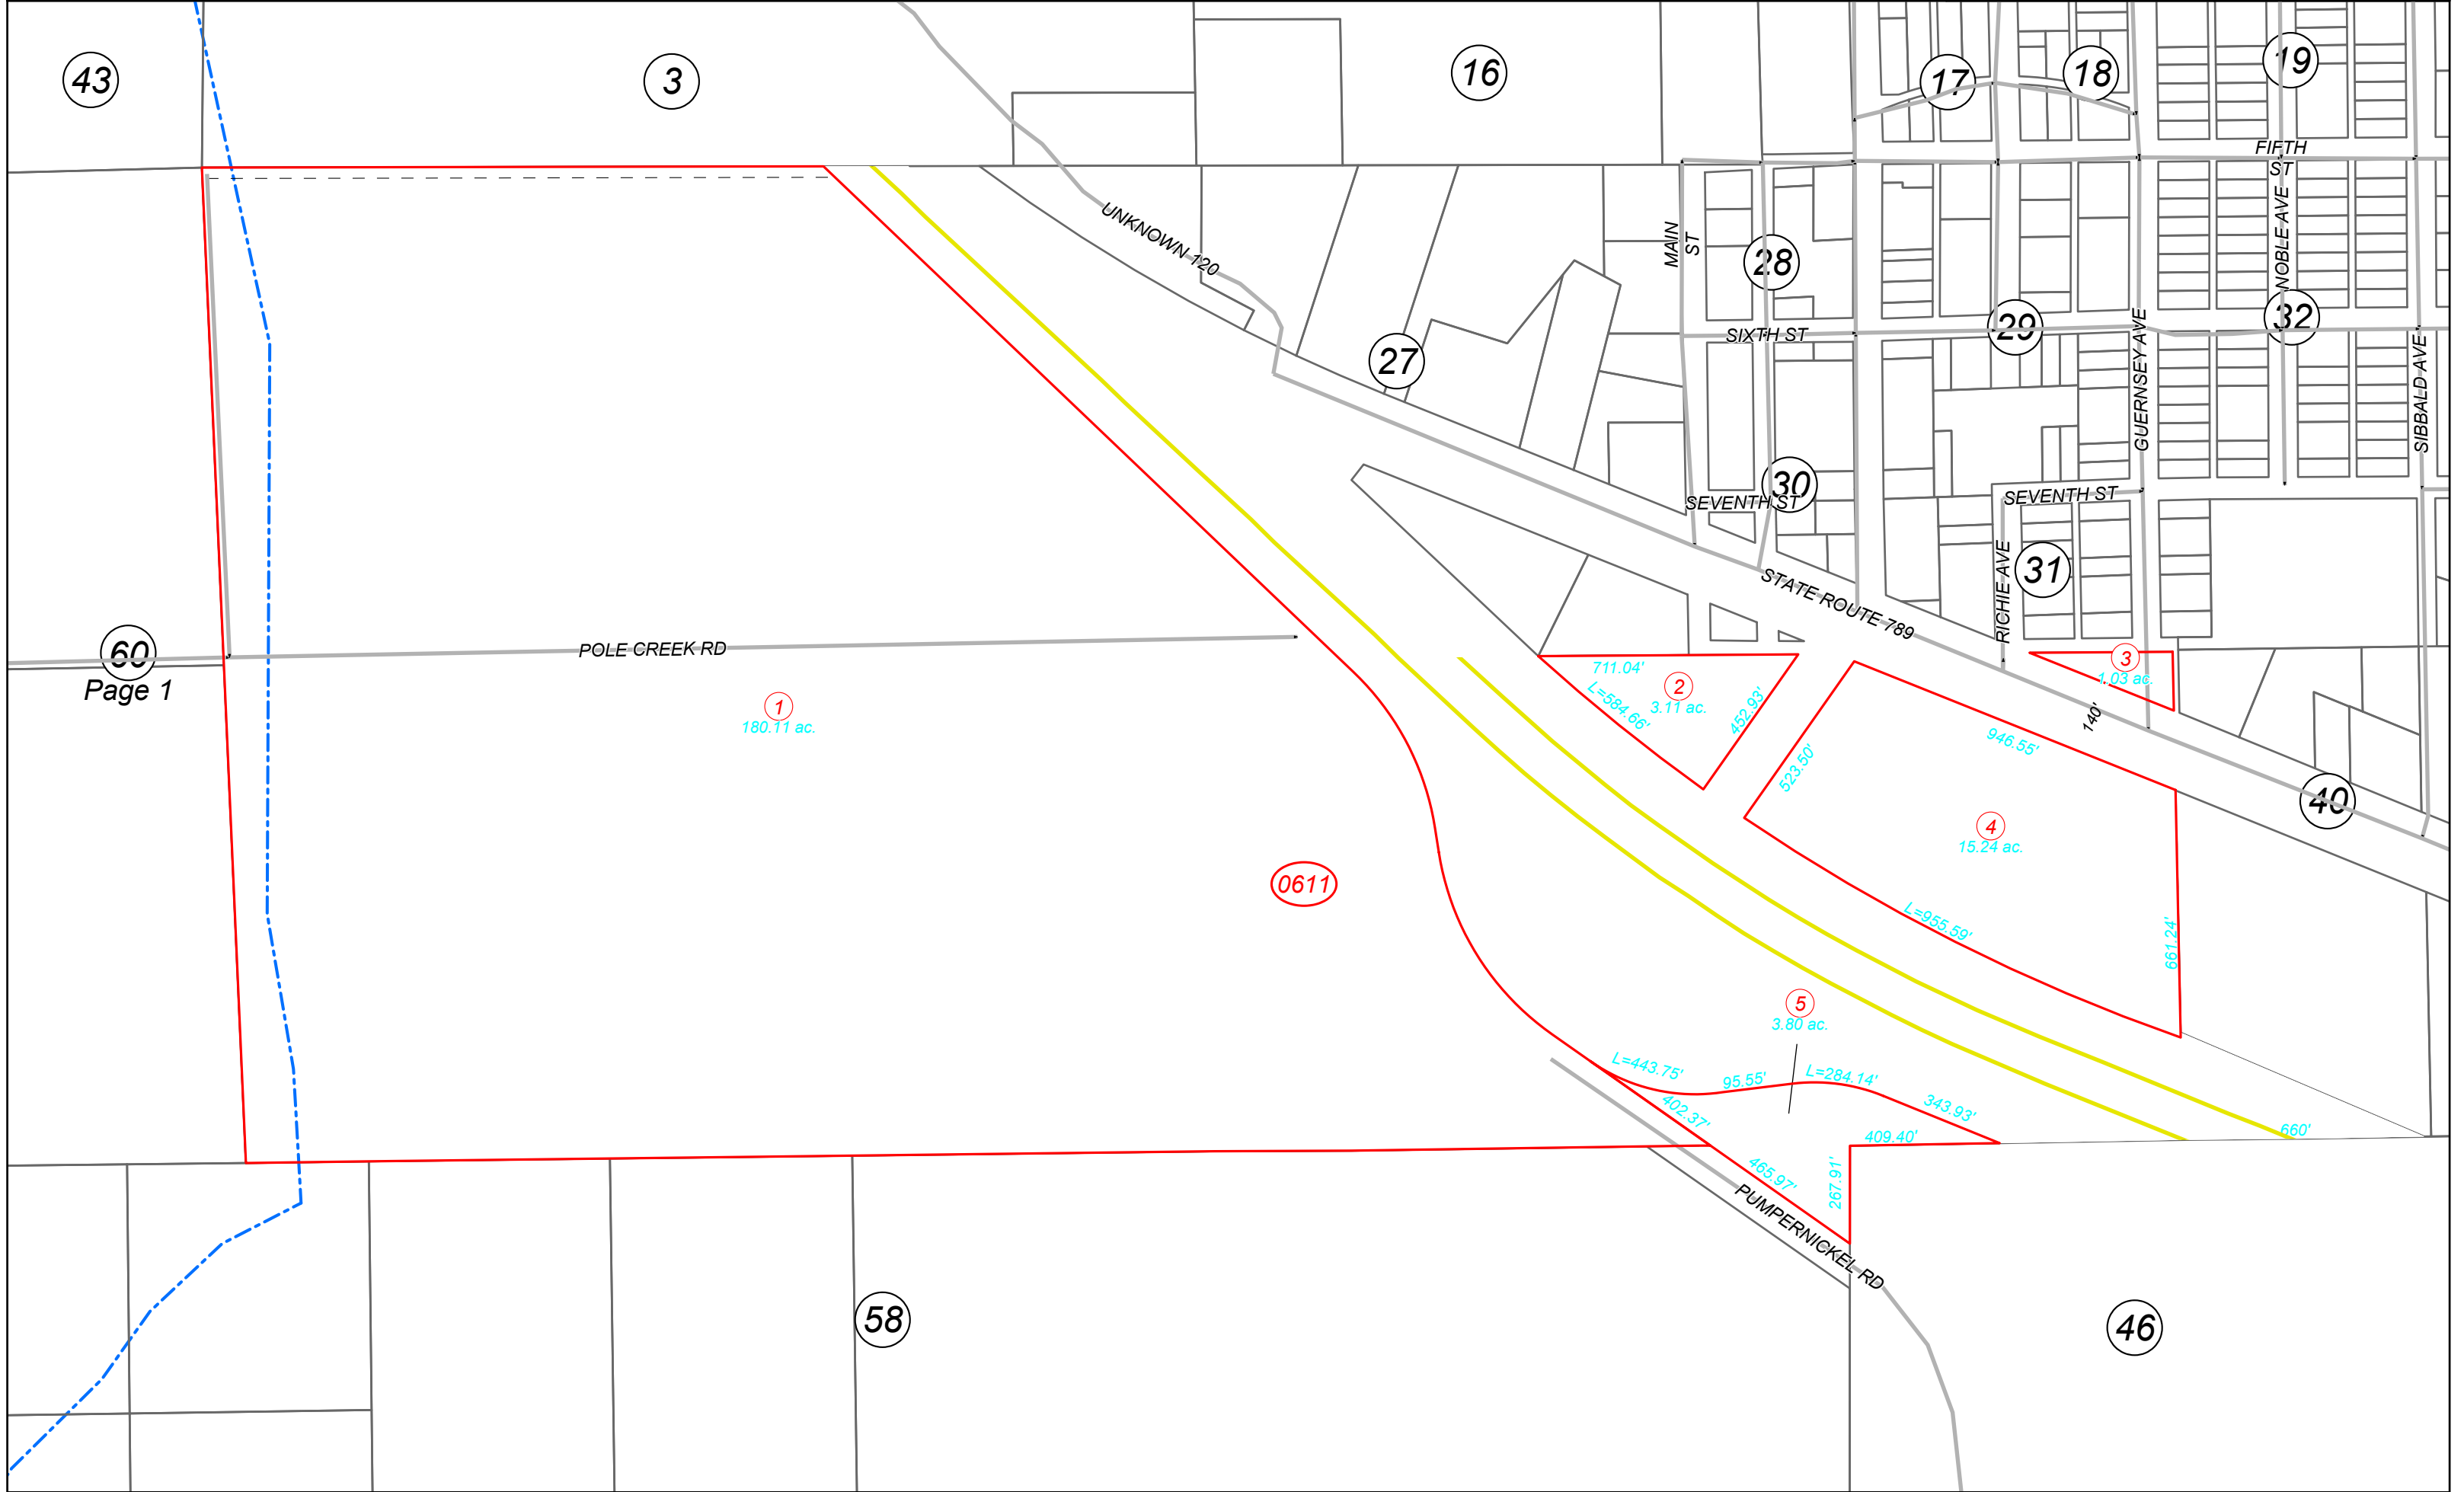 43
3
16
17
18
19
FIFTH
ST
UNKNOWN 120
MAIN
ST
28
NOBLE AVE
27
SIXTH ST
29
32
GUERNSEY AVE
SIBBALD AVE
30
SEVENTH ST
SEVENTH ST
31
RICHIE AVE
STATE ROUTE 789
60
Page 1
POLE CREEK RD
1
180.11 ac.
711.04'
L=584.66'
2
3.11 ac.
452.93'
3
1.03 ac.
140'
946.55'
523.50'
4
15.24 ac.
40
0611
L=955.59'
661.24'
5
3.80 ac.
L=443.75'
95.55'
L=284.14'
402.37'
343.93'
409.40'
660'
465.97'
267.91'
PUMPERNICKEL RD
58
46